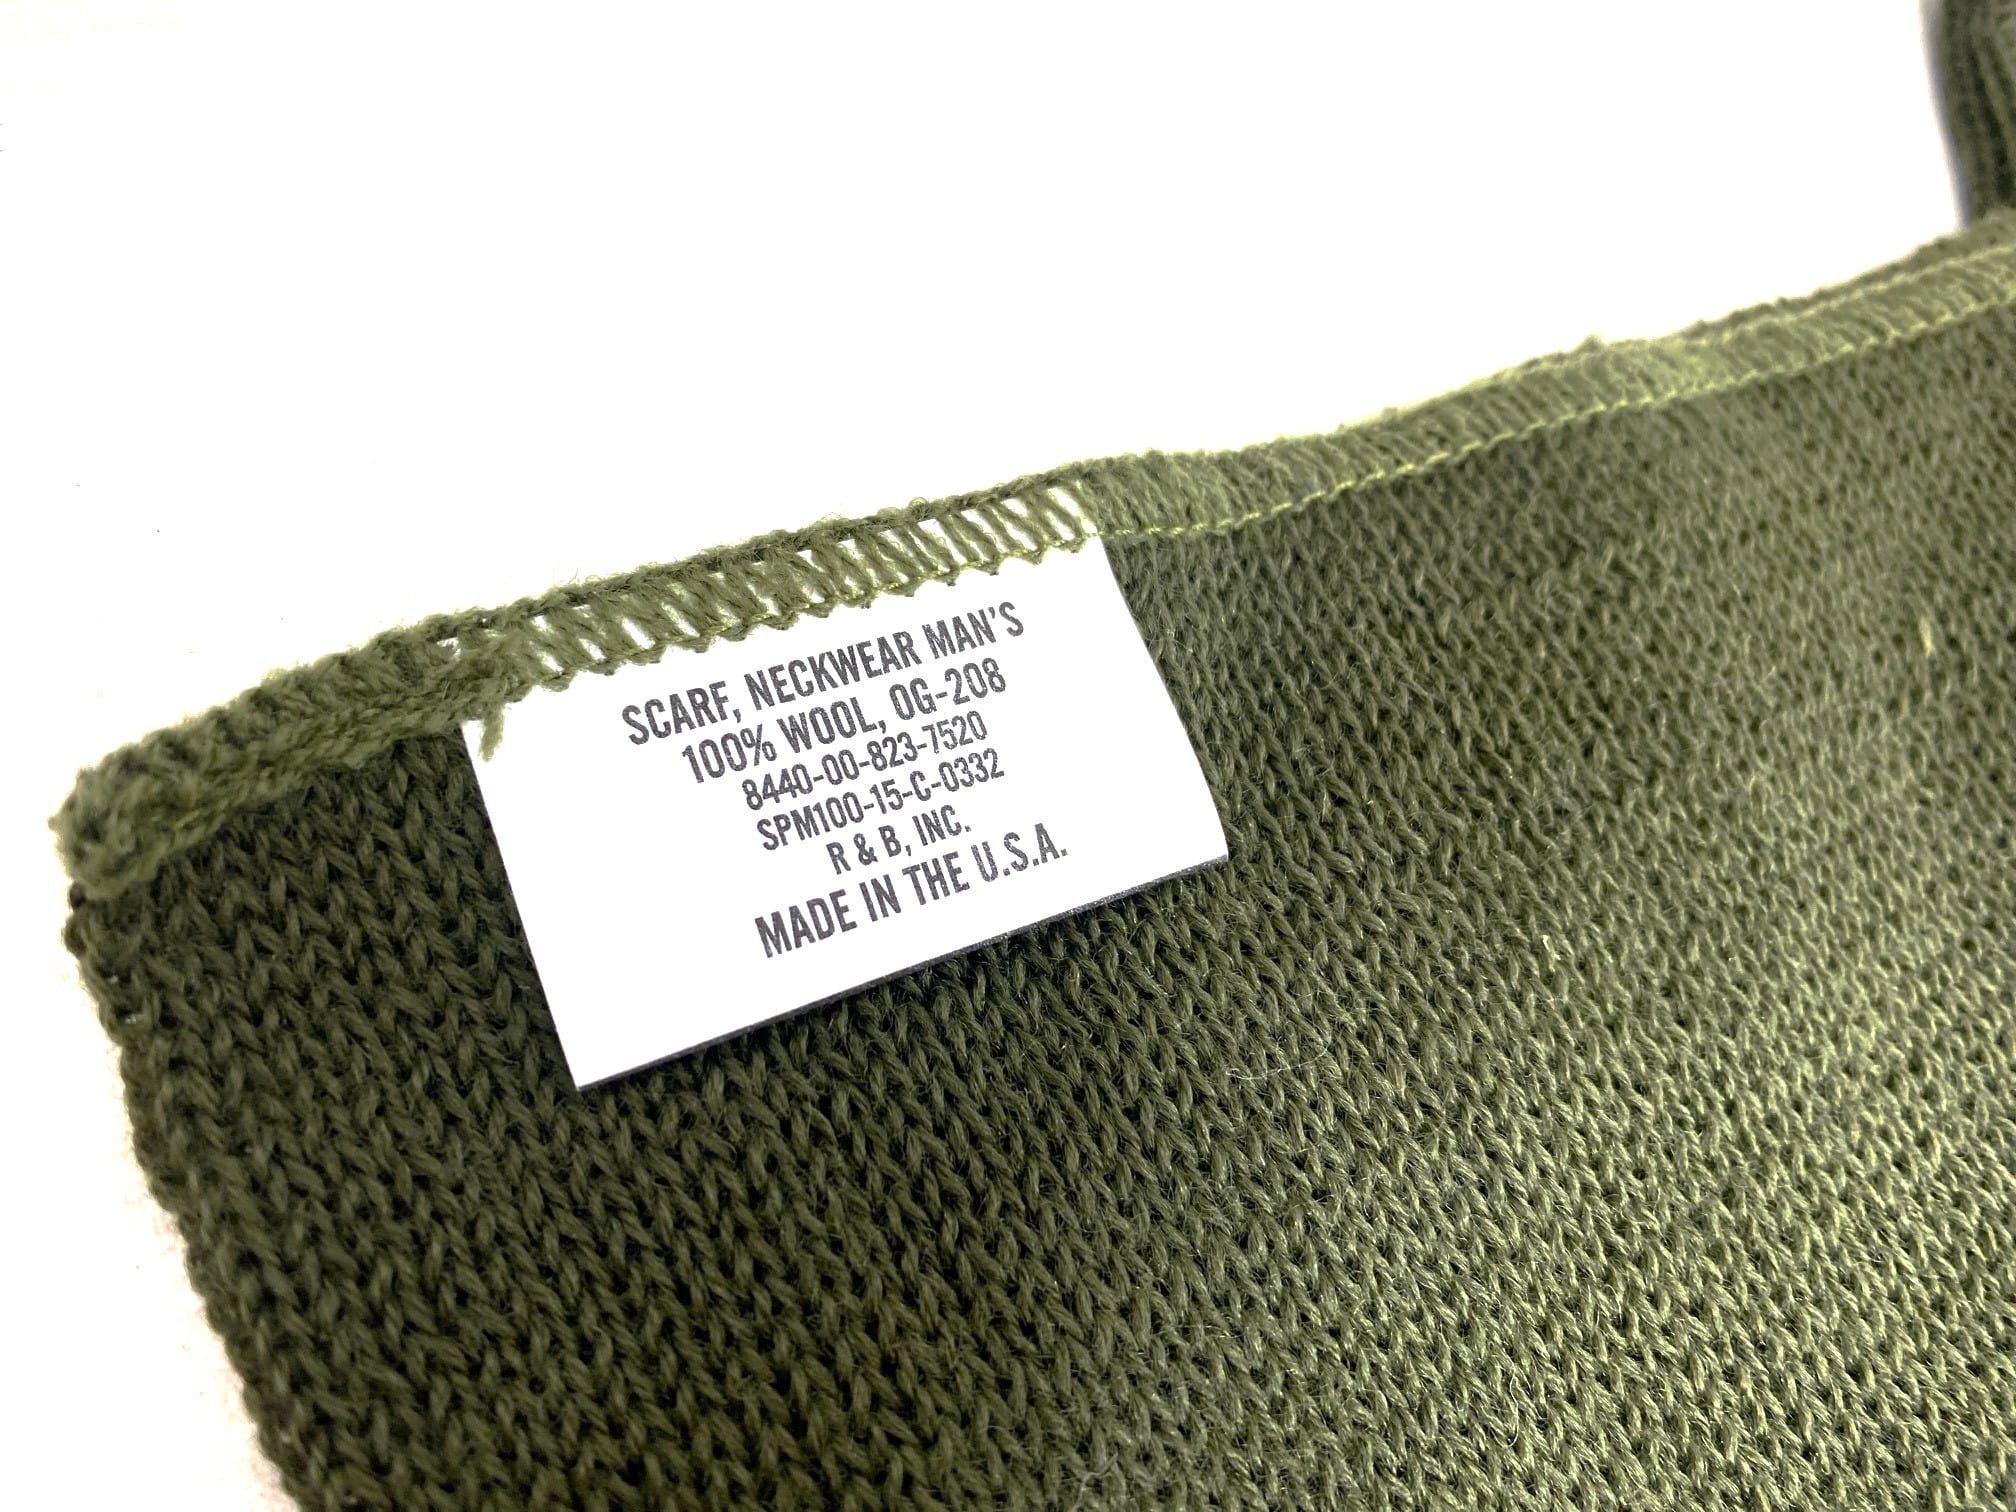 SCARF, NECKWEAR MAN'S
100% WOOL, OG-208
8440-00-823-7520
SPM100-15-C-0332
R & B, INC.
MADE IN THE U.S.A.